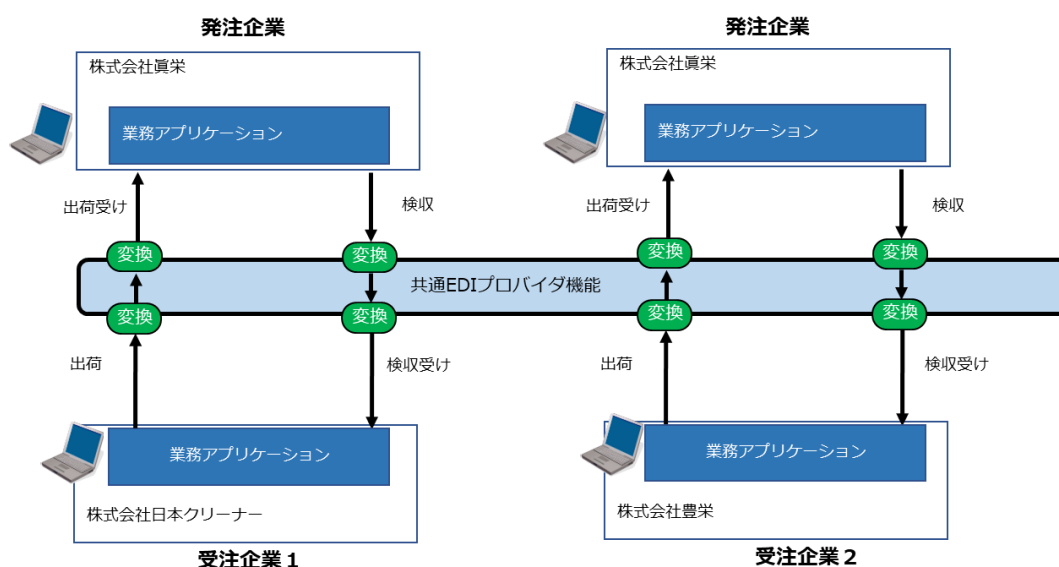 発注企業
発注企業
株式会社眞栄
株式会社眞栄
業務アプリケーション
業務アプリケーション
出荷受け
検収
出荷受け
検収
変換
変換
変換
変換
共通EDIプロバイダ機能
変換
変換
変換
変換
出荷
検収受け
出荷
検収受け
業務アプリケーション
業務アプリケーション
株式会社日本クリーナー
株式会社豊栄
受注企業1
受注企業2